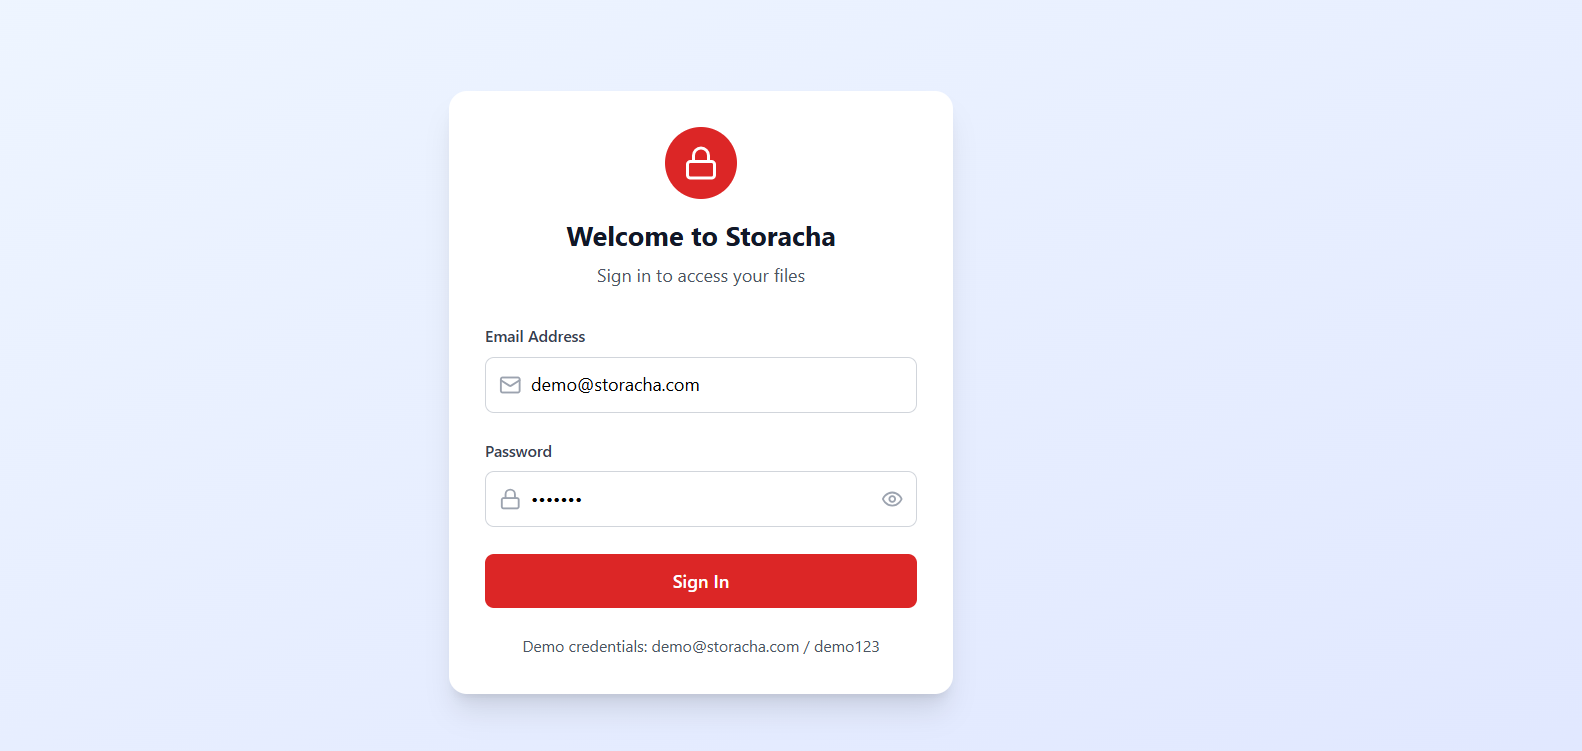 Welcome to Storacha
Sign in to access your files
Email Address
demo@storacha.com
Password
•••••••
Sign In
Demo credentials: demo@storacha.com / demo123